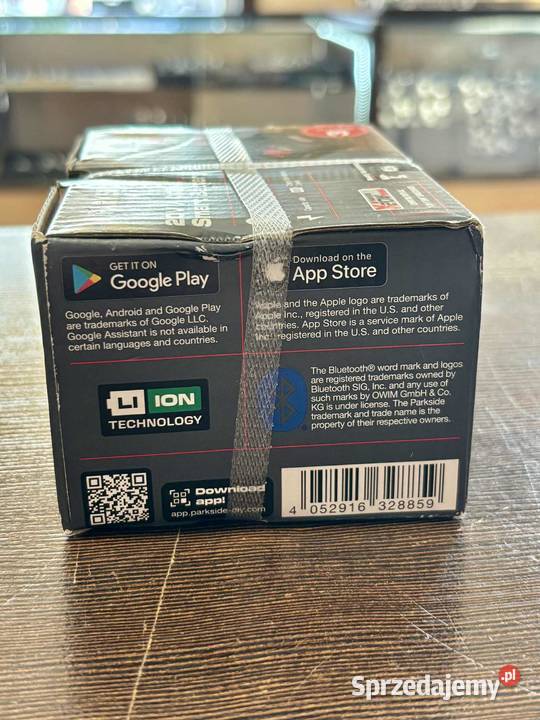 GET IT ON
Google Play
Download on the
App Store
Google, Android and Google Play
are trademarks of Google LLC.
Google Assistant is not available in
certain languages and countries.
Apple and the Apple logo are trademarks of
Apple Inc., registered in the U.S. and other
countries. App Store is a service mark of Apple
Inc., registered in the U.S. and other countries.
LI ION
TECHNOLOGY
The Bluetooth® word mark and logos
are registered trademarks owned by
Bluetooth SIG, Inc. and any use of
such marks by OWIM GmbH & Co.
KG is under license. The Parkside
trademark and trade name is the
property of their respective owners.
Download
app!
app.parkside-diy.com
4 052916 328859
Sprzedajemy.pl